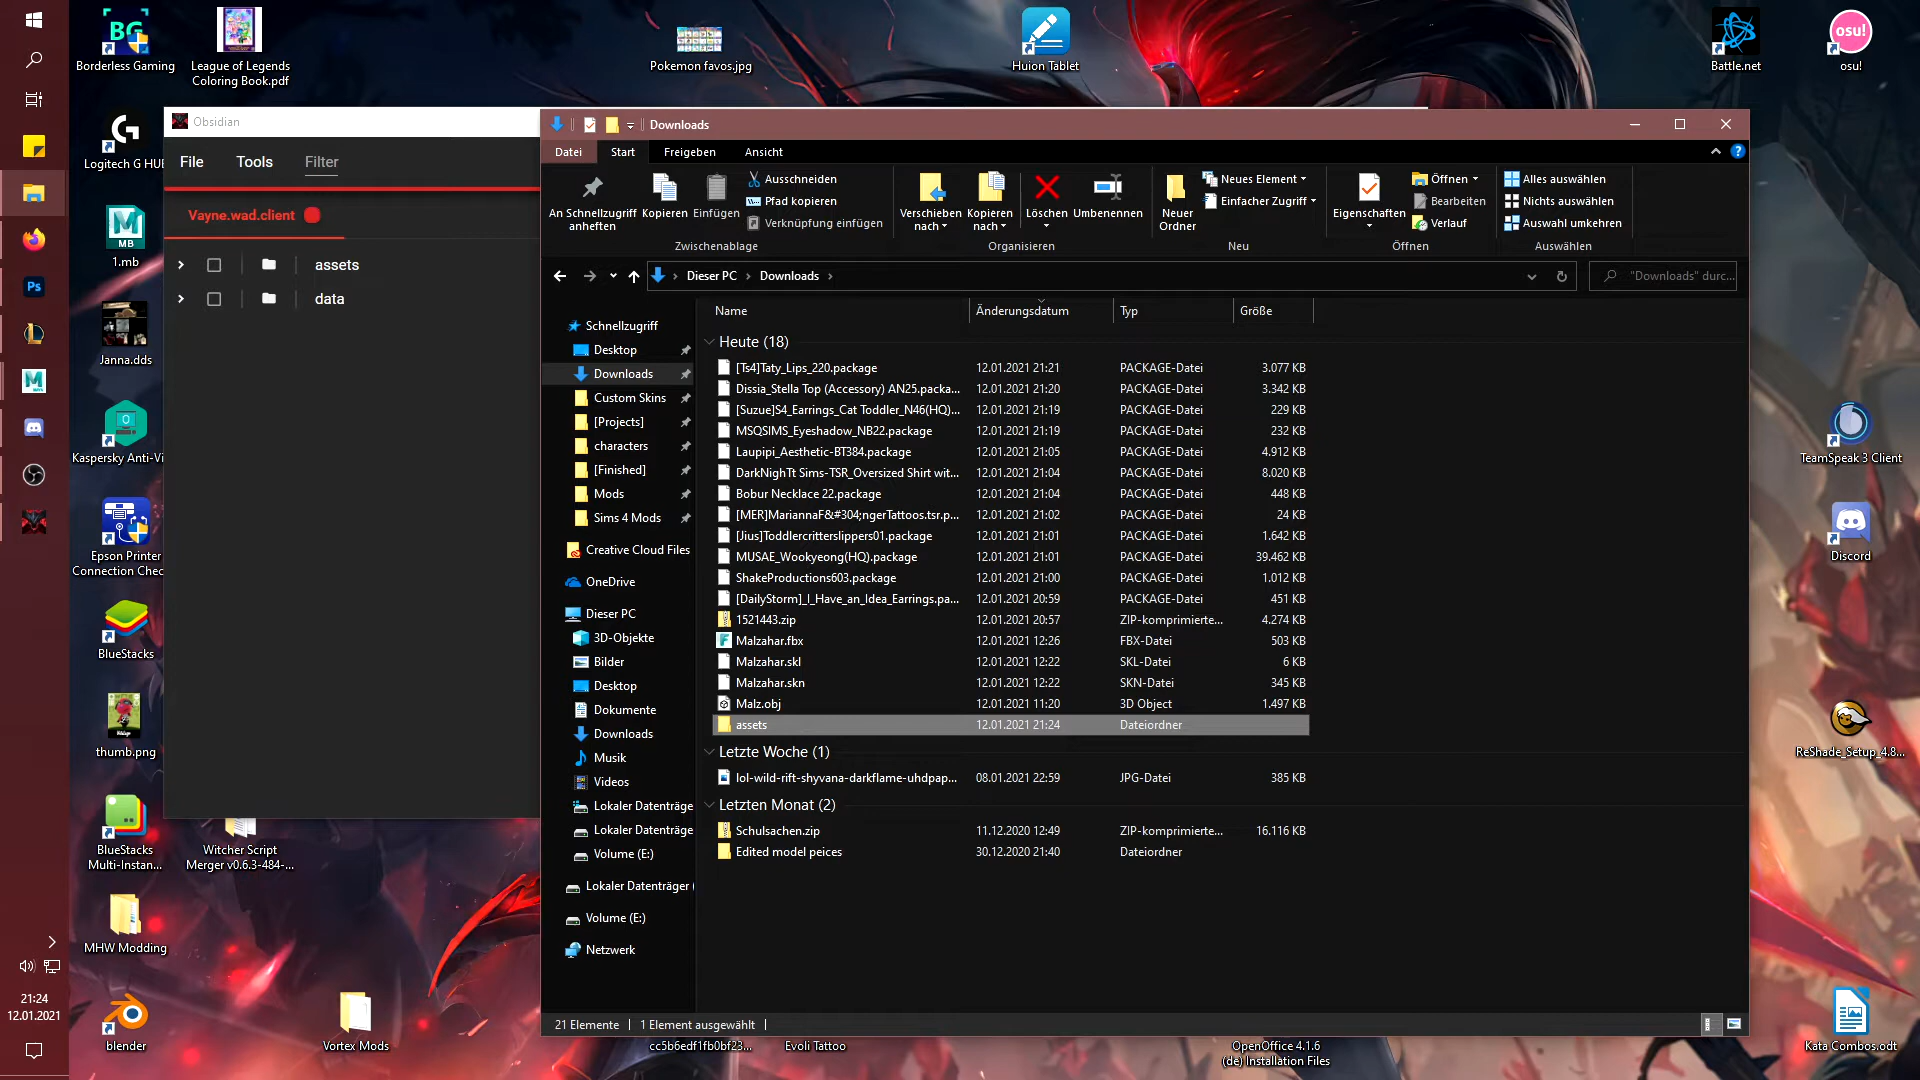 Borderless Gaming
League of Legends
Coloring Book.pdf
Pokemon favos.jpg
Huion Tablet
Battle.net
osu!
osu!
Logitech G HUB
1.mb
Janna.dds
Kaspersky Anti-Vi
Epson Printer
Connection Chec
BlueStacks
thumb.png
BlueStacks
Multi-Instan...
Witcher Script
Merger v0.6.3-484-...
MHW Modding
blender
Vortex Mods
cc5b6edf1fb0bf23...
Evoli Tattoo
OpenOffice 4.1.6
(de) Installation Files
Kata Combos.odt
TeamSpeak 3 Client
Discord
ReShade_Setup_4.8...
21:24
12.01.2021
Obsidian
File Tools Filter
Vayne.wad.client
assets
data
Downloads
Datei Start Freigeben Ansicht
An Schnellzugriff
anheften
Kopieren
Einfügen
Ausschneiden
Pfad kopieren
Verknüpfung einfügen
Zwischenablage
Verschieben
nach
Kopieren
nach
Löschen
Umbenennen
Organisieren
Neuer
Ordner
Neues Element
Einfacher Zugriff
Neu
Eigenschaften
Öffnen
Bearbeiten
Verlauf
Öffnen
Alles auswählen
Nichts auswählen
Auswahl umkehren
Auswählen
Dieser PC > Downloads >
"Downloads" durc...
Schnellzugriff
Desktop
Downloads
Custom Skins
[Projects]
characters
[Finished]
Mods
Sims 4 Mods
Creative Cloud Files
OneDrive
Dieser PC
3D-Objekte
Bilder
Desktop
Dokumente
Downloads
Musik
Videos
Lokaler Datenträge
Lokaler Datenträge
Volume (E:)
Lokaler Datenträger (
Volume (E:)
Netzwerk
Name Änderungsdatum Typ Größe
Heute (18)
[Ts4]Taty_Lips_220.package 12.01.2021 21:21 PACKAGE-Datei 3.077 KB
Dissia_Stella Top (Accessory) AN25.packa... 12.01.2021 21:20 PACKAGE-Datei 3.342 KB
[Suzue]S4_Earrings_Cat Toddler_N46(HQ)... 12.01.2021 21:19 PACKAGE-Datei 229 KB
MSQSIMS_Eyeshadow_NB22.package 12.01.2021 21:19 PACKAGE-Datei 232 KB
Laupipi_Aesthetic-BT384.package 12.01.2021 21:05 PACKAGE-Datei 4.912 KB
DarkNighTt Sims-TSR_Oversized Shirt wit... 12.01.2021 21:04 PACKAGE-Datei 8.020 KB
Bobur Necklace 22.package 12.01.2021 21:04 PACKAGE-Datei 448 KB
[MER]MariannaF&#304;ngerTattoos.tsr.p... 12.01.2021 21:02 PACKAGE-Datei 24 KB
[Jius]Toddlercritterslippers01.package 12.01.2021 21:01 PACKAGE-Datei 1.642 KB
MUSAE_Wookyeong(HQ).package 12.01.2021 21:01 PACKAGE-Datei 39.462 KB
ShakeProductions603.package 12.01.2021 21:00 PACKAGE-Datei 1.012 KB
[DailyStorm]_I_Have_an_Idea_Earrings.pa... 12.01.2021 20:59 PACKAGE-Datei 451 KB
1521443.zip 12.01.2021 20:57 ZIP-komprimierte... 4.274 KB
Malzahar.fbx 12.01.2021 12:26 FBX-Datei 503 KB
Malzahar.skl 12.01.2021 12:22 SKL-Datei 6 KB
Malzahar.skn 12.01.2021 12:22 SKN-Datei 345 KB
Malz.obj 12.01.2021 11:20 3D Object 1.497 KB
assets 12.01.2021 21:24 Dateiordner
Letzte Woche (1)
lol-wild-rift-shyvana-darkflame-uhdpap... 08.01.2021 22:59 JPG-Datei 385 KB
Letzten Monat (2)
Schulsachen.zip 11.12.2020 12:49 ZIP-komprimierte... 16.116 KB
Edited model peices 30.12.2020 21:40 Dateiordner
21 Elemente 1 Element ausgewählt